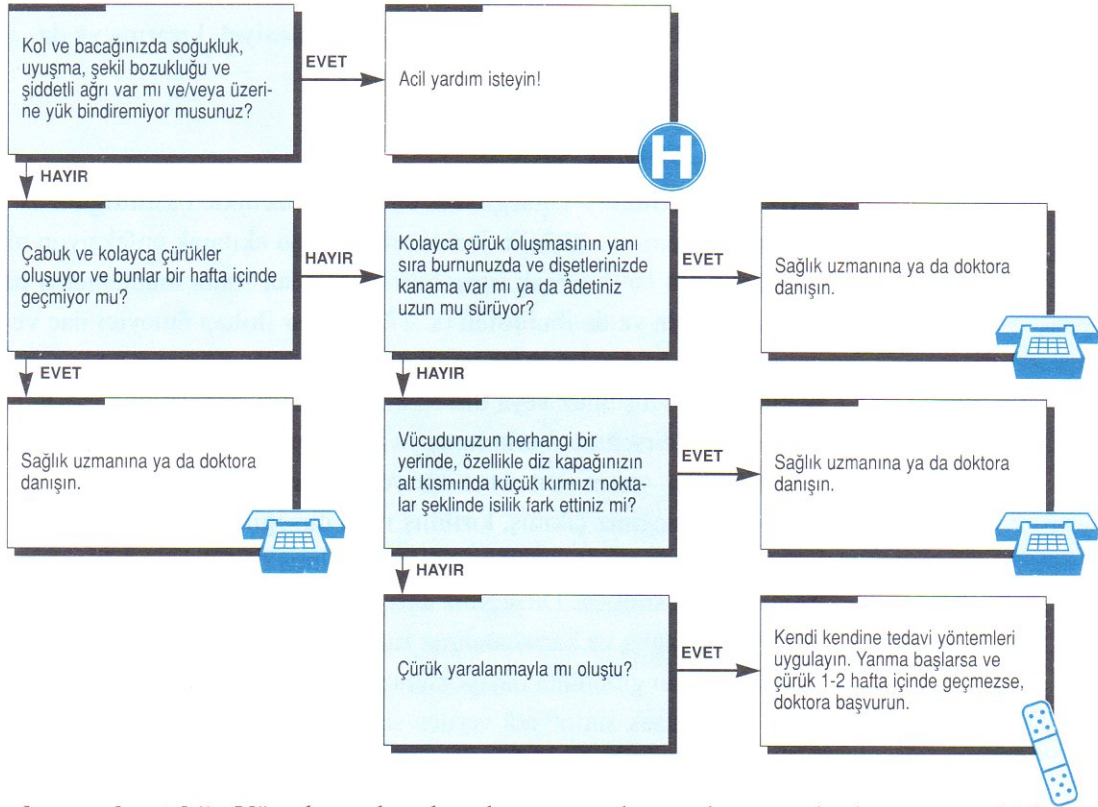 Kol ve bacağınızda soğukluk,
uyuşma, şekil bozukluğu ve
şiddetli ağrı var mı ve/veya üzeri-
ne yük bindiremiyor musunuz?
EVET
Acil yardım isteyin!
H
HAYIR
Çabuk ve kolayca çürükler
oluşuyor ve bunlar bir hafta içinde
geçmiyor mu?
HAYIR
Kolayca çürük oluşmasının yanı
sıra burnunuzda ve dişetlerinizde
kanama var mı ya da âdetiniz
uzun mu sürüyor?
EVET
Sağlık uzmanına ya da doktora
danışın.
EVET
Sağlık uzmanına ya da doktora
danışın.
HAYIR
Vücudunuzun herhangi bir
yerinde, özellikle diz kapağınızın
alt kısmında küçük kırmızı nokta-
lar şeklinde isilik fark ettiniz mi?
EVET
Sağlık uzmanına ya da doktora
danışın.
HAYIR
Çürük yaralanmayla mı oluştu?
EVET
Kendi kendine tedavi yöntemleri
uygulayın. Yanma başlarsa ve
çürük 1-2 hafta içinde geçmezse,
doktora başvurun.